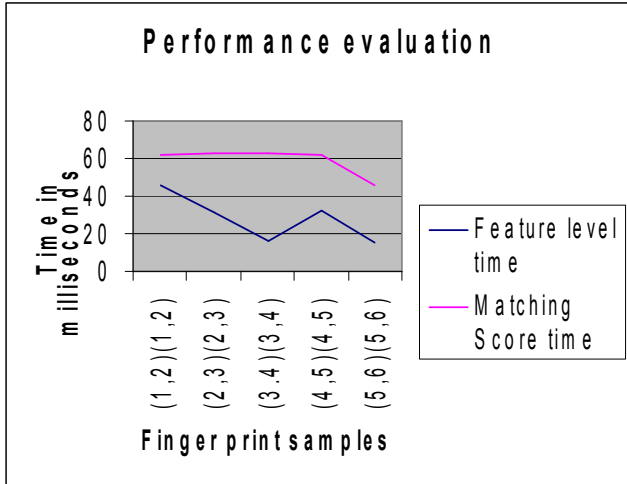 Performance evaluation
80
60
40
20
0
Time in
milliseconds
(1,2)(1,2)
(2,3)(2,3)
(3.4)(3,4)
(4,5)(4,5)
(5,6)(5,6)
Finger print samples
Feature level
time
Matching
Score time